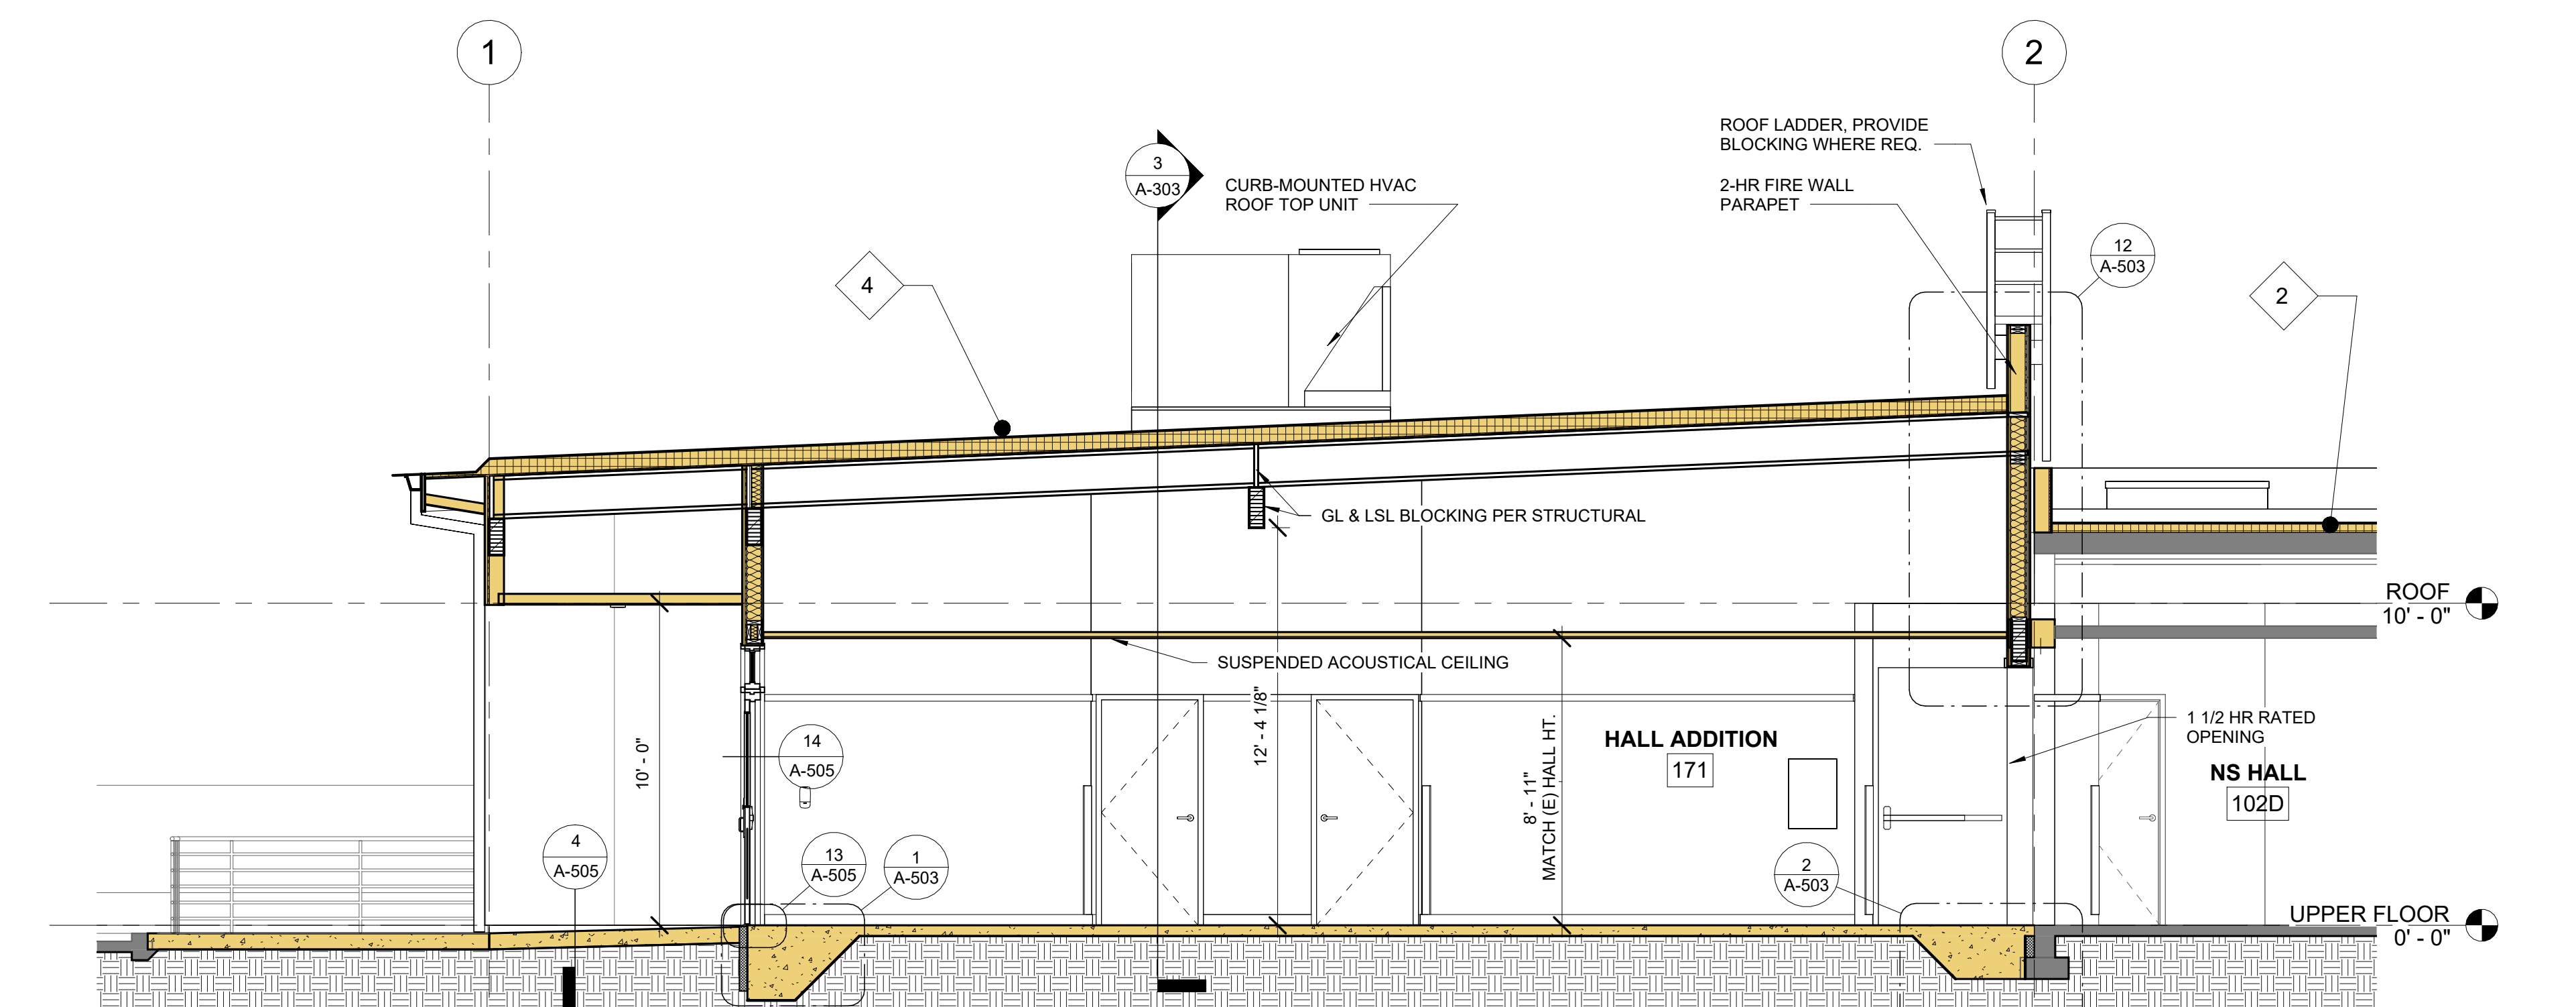 1
2
ROOF LADDER, PROVIDE
BLOCKING WHERE REQ.
3
A-303
CURB-MOUNTED HVAC
ROOF TOP UNIT
2-HR FIRE WALL
PARAPET
12
A-503
4
2
GL & LSL BLOCKING PER STRUCTURAL
ROOF
10' - 0"
SUSPENDED ACOUSTICAL CEILING
10' - 0"
14
A-505
12' - 4 1/8"
8' - 11"
MATCH (E) HALL HT.
HALL ADDITION
171
1 1/2 HR RATED
OPENING
NS HALL
102D
4
A-505
13
A-505
1
A-503
2
A-503
UPPER FLOOR
0' - 0"